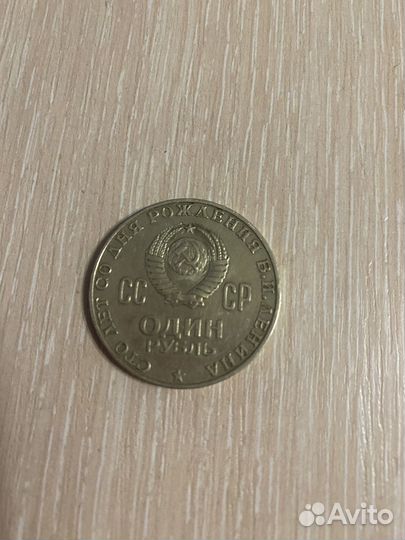 СТО ЛЕТ СО ДНЯ РОЖДЕНИЯ В.И.ЛЕНИНА
СС СР
ОДИН
РУБЛЬ
Avito